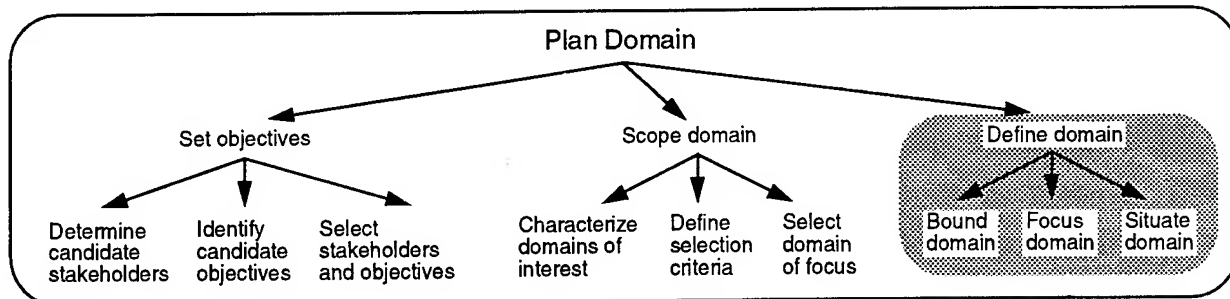 Plan Domain
Set objectives
Scope domain
Define domain
Determine
candidate
stakeholders
Identify
candidate
objectives
Select
stakeholders
and objectives
Characterize
domains of
interest
Define
selection
criteria
Select
domain
of focus
Bound
domain
Focus
domain
Situate
domain